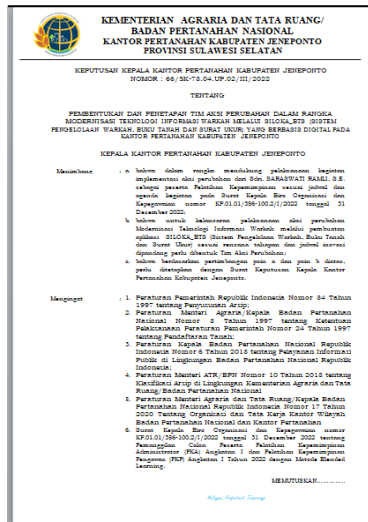 KEMENTERIAN AGRARIA DAN TATA RUANG/
BADAN PERTANAHAN NASIONAL
KANTOR PERTANAHAN KABUPATEN JENEPONTO
PROVINSI SULAWESI SELATAN
KEPUTUSAN KEPALA KANTOR PERTANAHAN KABUPATEN JENEPONTO
NOMOR : 66/SK-73.04.UP.02/III/2022
TENTANG
PEMBENTUKAN DAN PENETAPAN TIM AKSI PERUBAHAN DALAM RANGKA
MODERNISASI TEKNOLOGI INFORMASI WARKAH MELALUI SILOKA_BTS (SISTEM
PENGELOLAAN WARKAH, BUKU TANAH DAN SURAT UKUR) YANG BERBASIS DIGITAL PADA
KANTOR PERTANAHAN KABUPATEN JENEPONTO
KEPALA KANTOR PERTANAHAN KABUPATEN JENEPONTO
Menimbang : a bahwa dalam rangka mendukung pelaksanaan kegiatan
implementasi aksi perubahan dan Sdri. SARASWATI RAMLI, S.E.
sebagai peserta Pelatihan Kepemimpinan sesuai jadwal dan
agenda kegiatan pada Surat Kepala Biro Organisasi dan
Kepegawaian nomor KP.01.01/396-100.2/1/2022 tanggal 31
Desember 2022;
b bahwa untuk kelancaran pelaksanaan aksi perubahan
Modernisasi Teknologi Informasi Warkah melalui pembuatan
aplikasi SILOKA_BTS (Sistem Pengelolaan Warkah, Buku Tanah
dan Surat Ukur) sesuai rencana tahapan dan jadwal inovasi
dipandang perlu dibentuk Tim Aksi Perubahan;
c bahwa berdasarkan pertimbangan poin a dan poin b diatas,
perlu ditetapkan dengan Surat Keputusan Kepala Kantor
Pertanahan Kabupaten Jeneponto.
Mengingat : 1. Peraturan Pemerintah Republik Indonesia Nomor 34 Tahun
1997 tentang Penyusunan Arsip;
2. Peraturan Menteri Agraria/Kepala Badan Pertanahan
Nasional Nomor 3 Tahun 1997 tentang Ketentuan
Pelaksanaan Peraturan Pemerintah Nomor 24 Tahun 1997
tentang Pendaftaran Tanah;
3. Peraturan Kepala Badan Pertanahan Nasional Republik
Indonesia Nomor 6 Tahun 2013 tentang Pelayanan Informasi
Publik di Lingkungan Badan Pertanahan Nasional Republik
Indonesia;
4. Peraturan Menteri ATR/BPN Nomor 10 Tahun 2018 tentang
Klasifikasi Arsip di Lingkungan Kementerian Agraria dan Tata
Ruang/Badan Pertanahan Nasional
5. Peraturan Menteri Agraria dan Tata Ruang/Kepala Badan
Pertanahan Nasional Republik Indonesia Nomor 17 Tahun
2020 Tentang Organisasi dan Tata Kerja Kantor Wilayah
Badan Pertanahan Nasional dan Kantor Pertanahan
6. Surat Kepala Biro Organisasi dan Kepegawaian nomor
KP.01.01/396-100.2/I/2022 tanggal 31 Desember 2022 tentang
Pemanggilan Calon Peserta Pelatihan Kepemimpinan
Administrator (PKA) Angkatan I dan Pelatihan Kepemimpinan
Pengawas (PKP) Angkatan I Tahun 2022 dengan Metode Blended
Learning.
MEMUTUSKAN.............